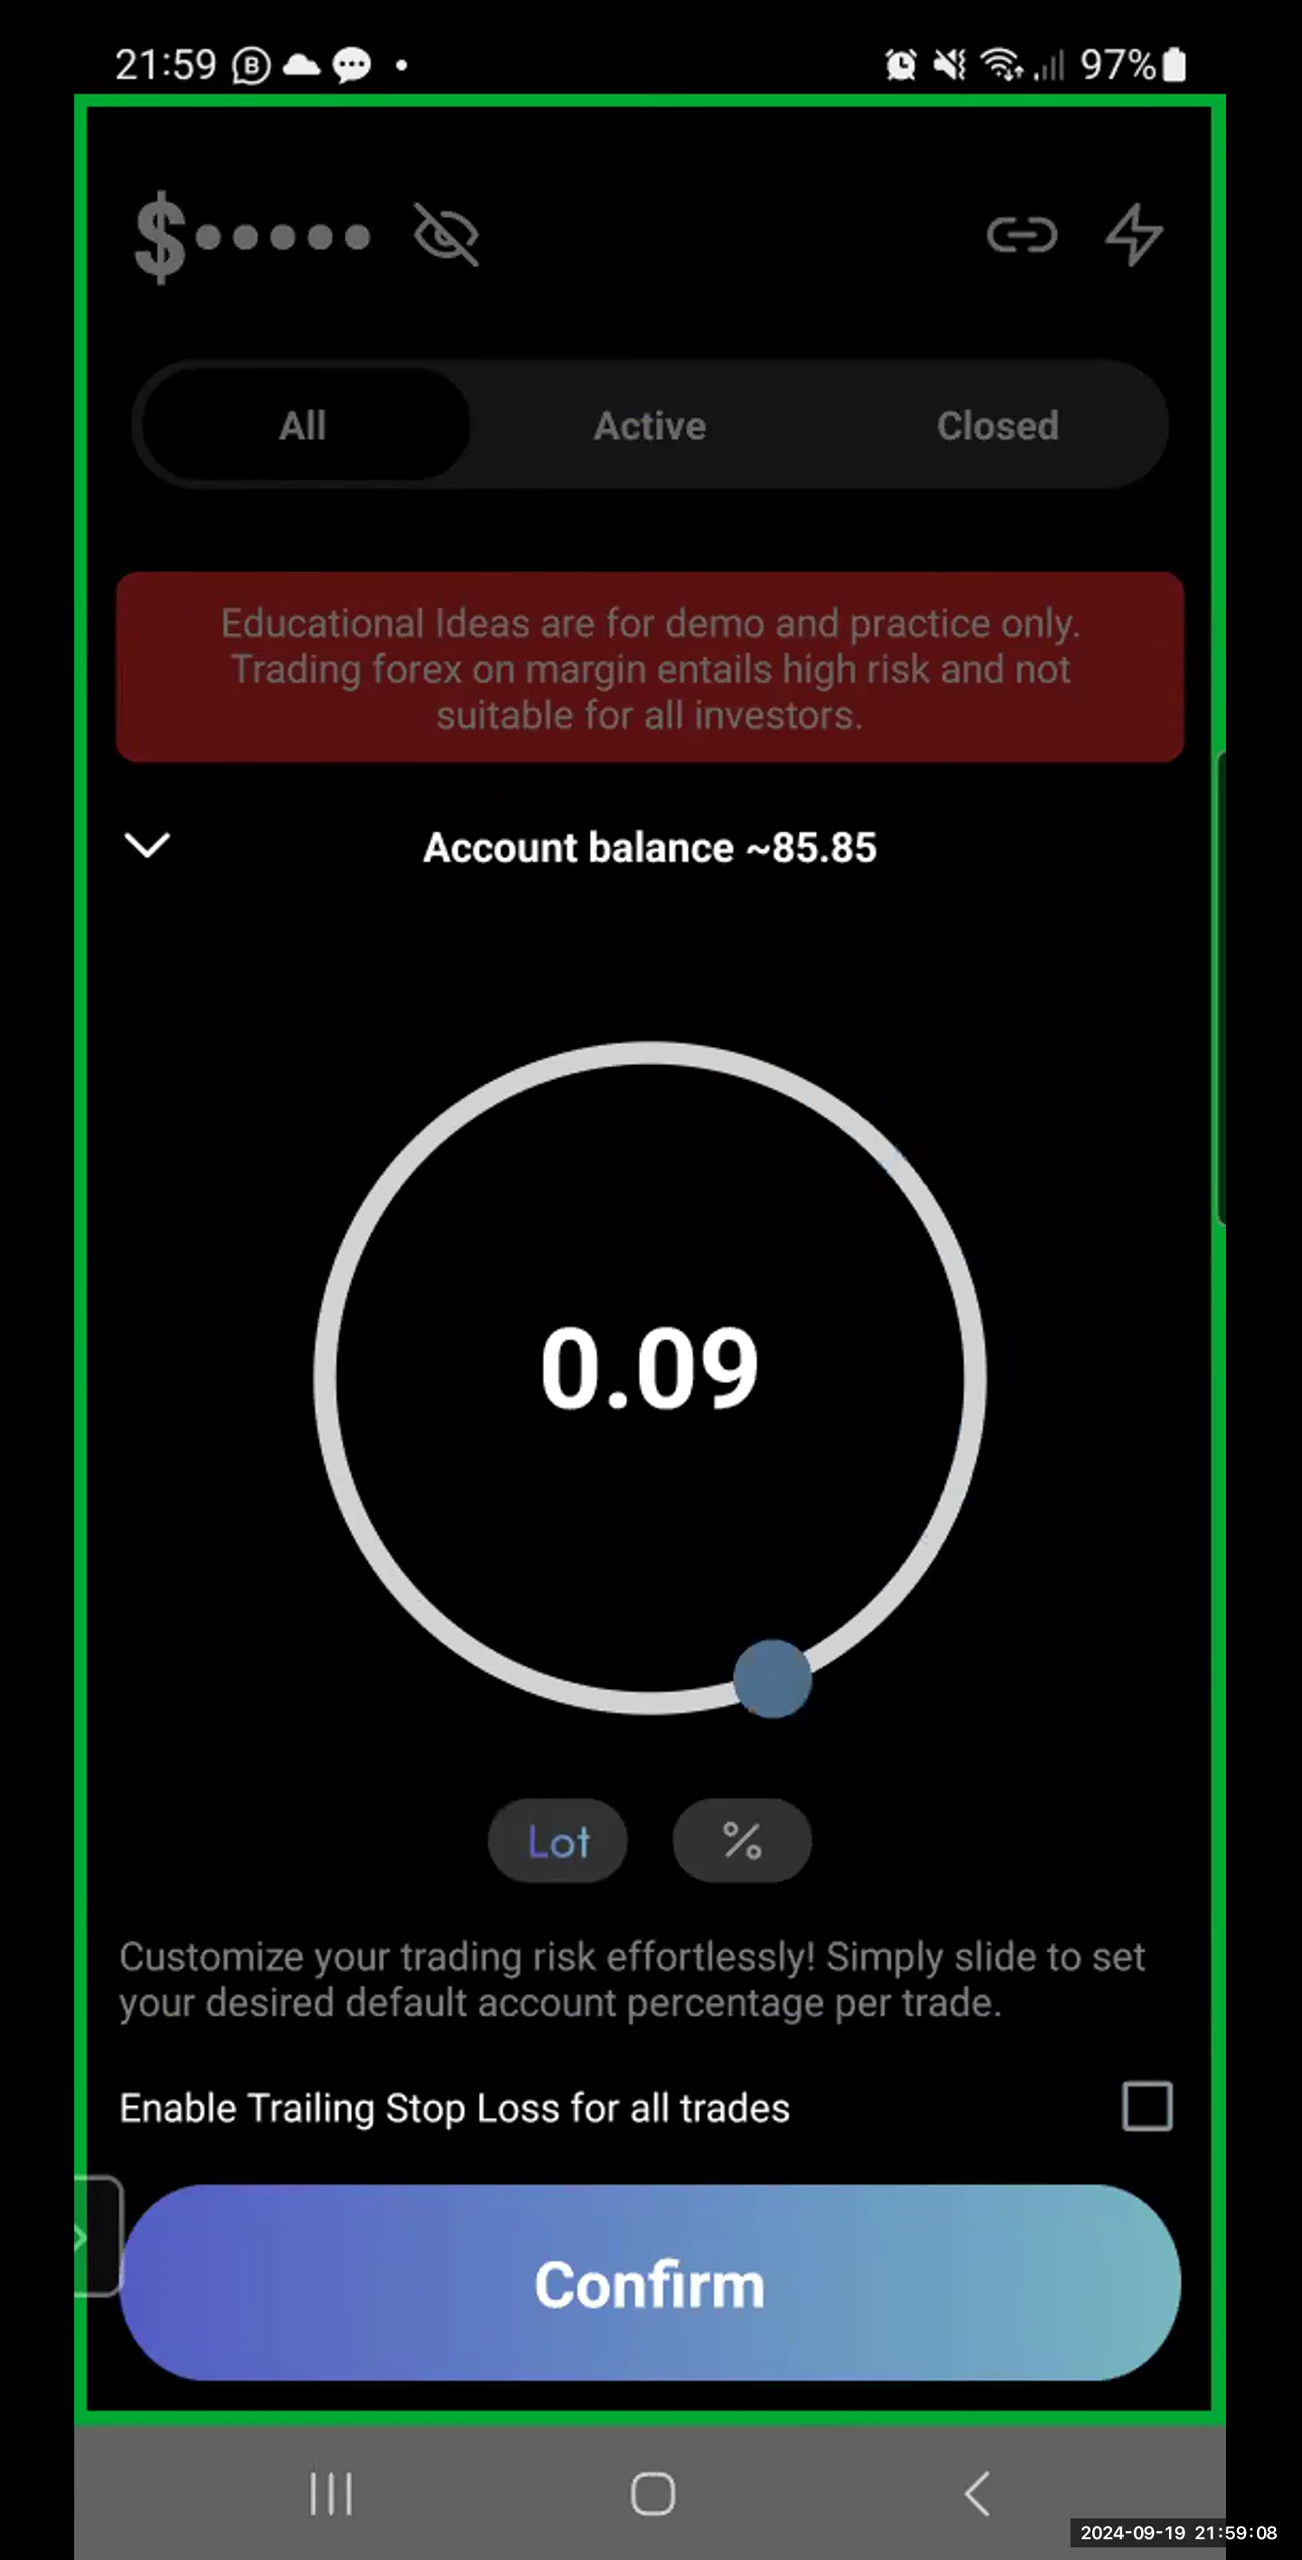 21:59
97%
$•••••
All Active Closed
Educational Ideas are for demo and practice only.
Trading forex on margin entails high risk and not
suitable for all investors.
Account balance ~85.85
0.09
Lot %
Customize your trading risk effortlessly! Simply slide to set
your desired default account percentage per trade.
Enable Trailing Stop Loss for all trades
Confirm
2024-09-19 21:59:08